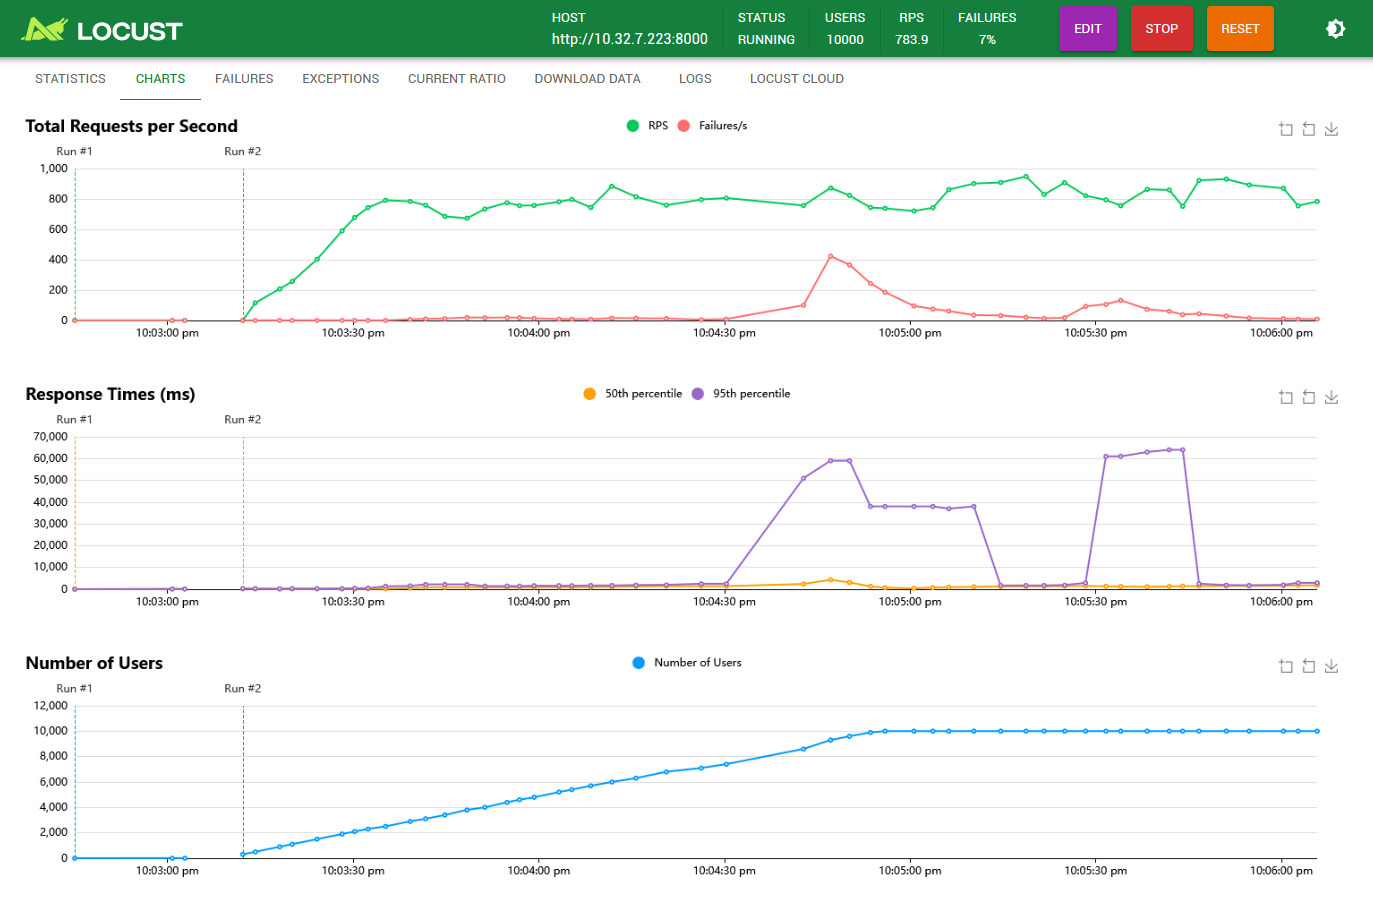 LOCUST
HOST
http://10.32.7.223:8000
STATUS
RUNNING
USERS
10000
RPS
783.9
FAILURES
7%
EDIT
STOP
RESET
STATISTICS CHARTS FAILURES EXCEPTIONS CURRENT RATIO DOWNLOAD DATA LOGS LOCUST CLOUD
Total Requests per Second
RPS Failures/s
Run #1 Run #2
1,000
800
600
400
200
0
10:03:00 pm 10:03:30 pm 10:04:00 pm 10:04:30 pm 10:05:00 pm 10:05:30 pm 10:06:00 pm
Response Times (ms)
50th percentile 95th percentile
Run #1 Run #2
70,000
60,000
50,000
40,000
30,000
20,000
10,000
0
10:03:00 pm 10:03:30 pm 10:04:00 pm 10:04:30 pm 10:05:00 pm 10:05:30 pm 10:06:00 pm
Number of Users
Number of Users
Run #1 Run #2
12,000
10,000
8,000
6,000
4,000
2,000
0
10:03:00 pm 10:03:30 pm 10:04:00 pm 10:04:30 pm 10:05:00 pm 10:05:30 pm 10:06:00 pm